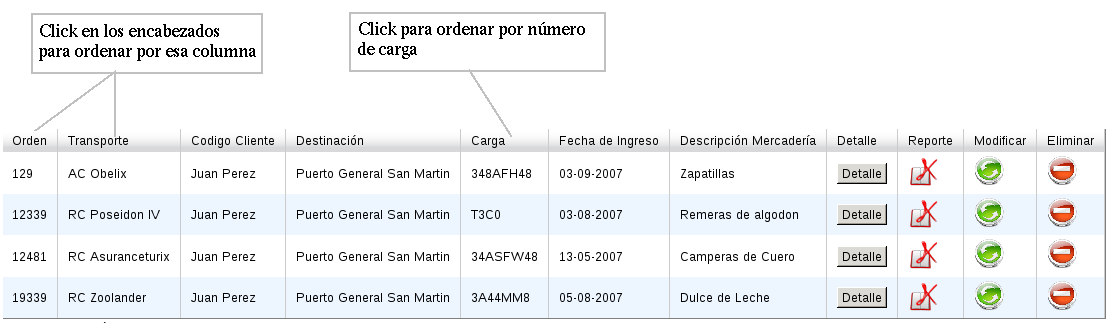 Click en los encabezados
para ordenar por esa columna
Click para ordenar por número
de carga
Orden Transporte Codigo Cliente Destinación Carga Fecha de Ingreso Descripción Mercadería Detalle Reporte Modificar Eliminar
129 AC Obelix Juan Perez Puerto General San Martin 348AFH48 03-09-2007 Zapatillas Detalle
12339 RC Poseidon IV Juan Perez Puerto General San Martin T3C0 03-08-2007 Remeras de algodon Detalle
12481 RC Asuranceturix Juan Perez Puerto General San Martin 34ASFW48 13-05-2007 Camperas de Cuero Detalle
19339 RC Zoolander Juan Perez Puerto General San Martin 3A44MM8 05-08-2007 Dulce de Leche Detalle